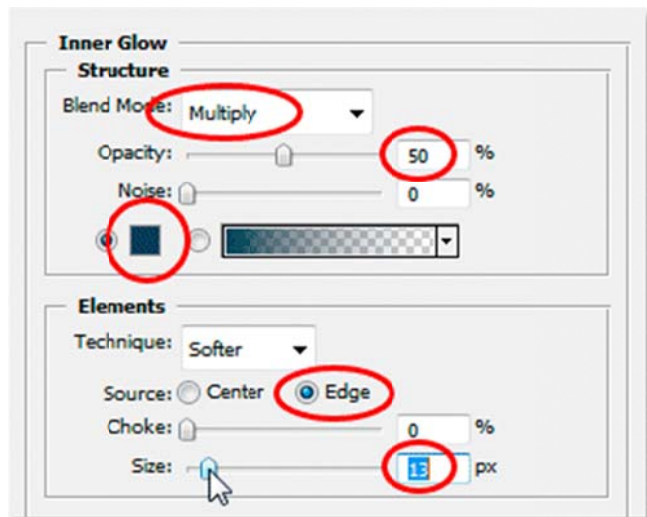 Inner Glow
Structure
Blend Mode: Multiply
Opacity: 50 %
Noise: 0 %
Elements
Technique: Softer
Source: Center Edge
Choke: 0 %
Size: 13 px